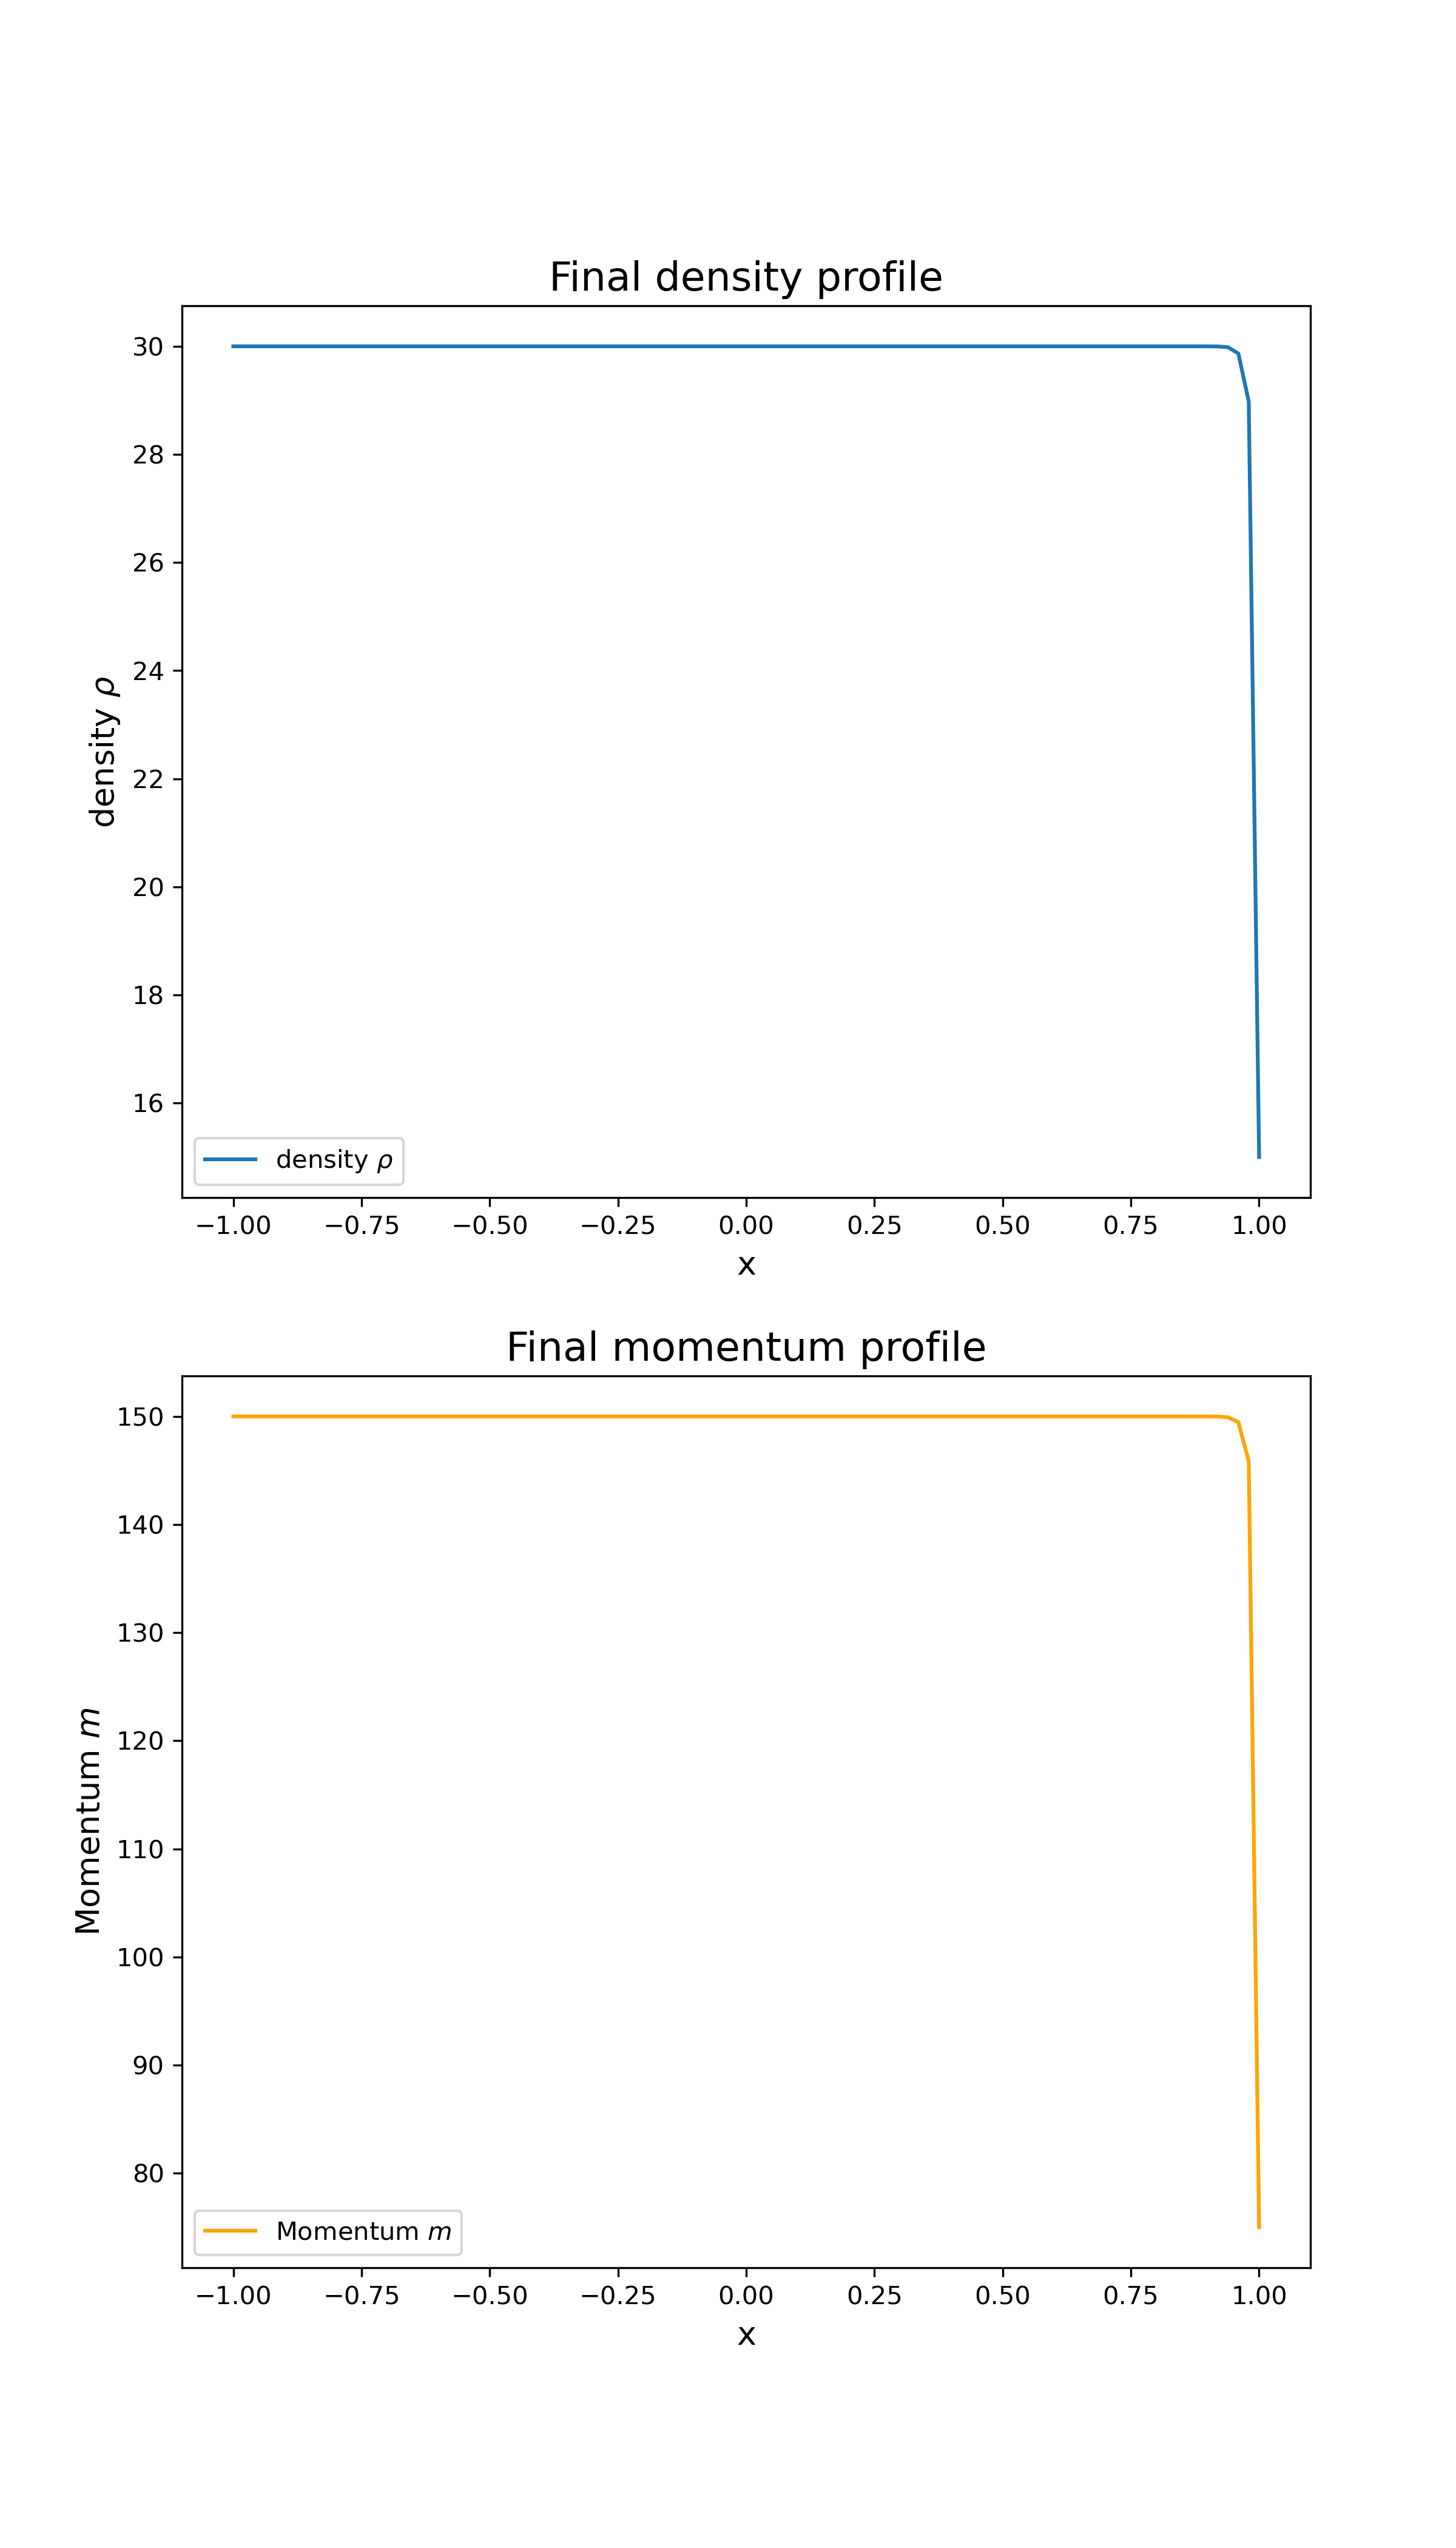 Final density profile
30
28
26
24
22
20
18
16
density ρ
density ρ
−1.00 −0.75 −0.50 −0.25 0.00 0.25 0.50 0.75 1.00
x
Final momentum profile
150
140
130
120
110
100
90
80
Momentum m
Momentum m
−1.00 −0.75 −0.50 −0.25 0.00 0.25 0.50 0.75 1.00
x